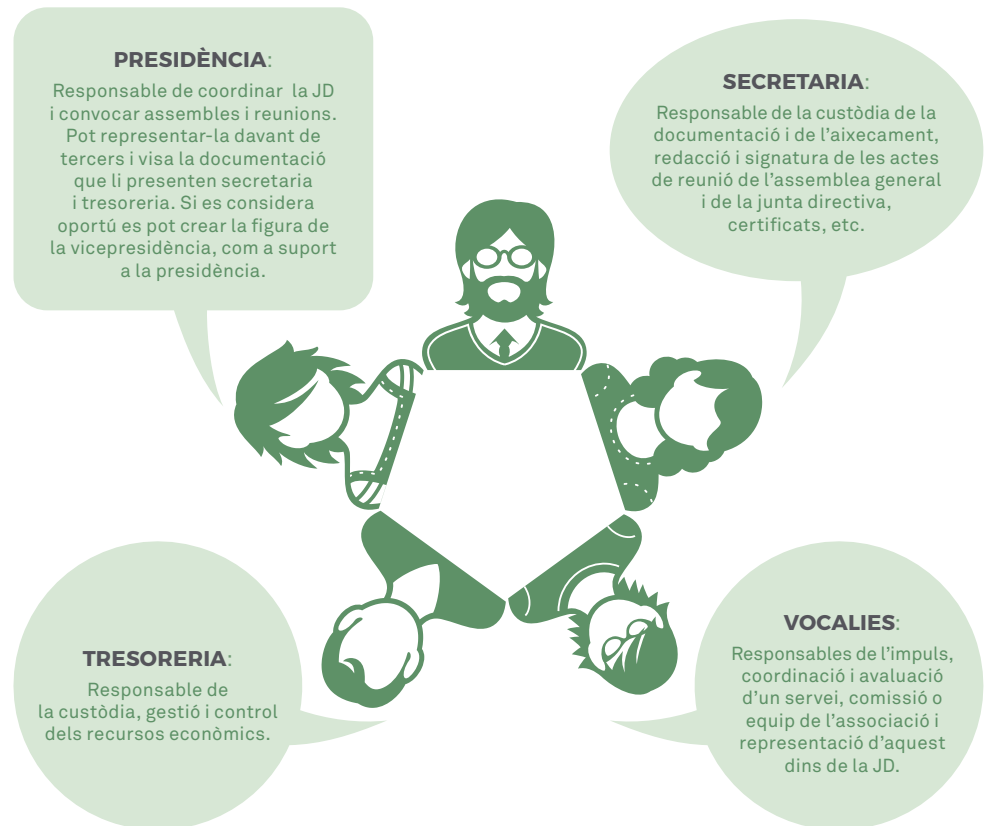 PRESIDÈNCIA:
Responsable de coordinar la JD
i convocar assembles i reunions.
Pot representar-la davant de
tercers i visa la documentació
que li presenten secretaria
i tresoreria. Si es considera
oportú es pot crear la figura de
la vicepresidència, com a suport
a la presidència.
SECRETARIA:
Responsable de la custòdia de la
documentació i de l’aixecament,
redacció i signatura de les actes
de reunió de l’assemblea general
i de la junta directiva,
certificats, etc.
TRESORERIA:
Responsable de
la custòdia, gestió i control
dels recursos econòmics.
VOCALIES:
Responsables de l’impuls,
coordinació i avaluació
d’un servei, comissió o
equip de l’associació i
representació d’aquest
dins de la JD.